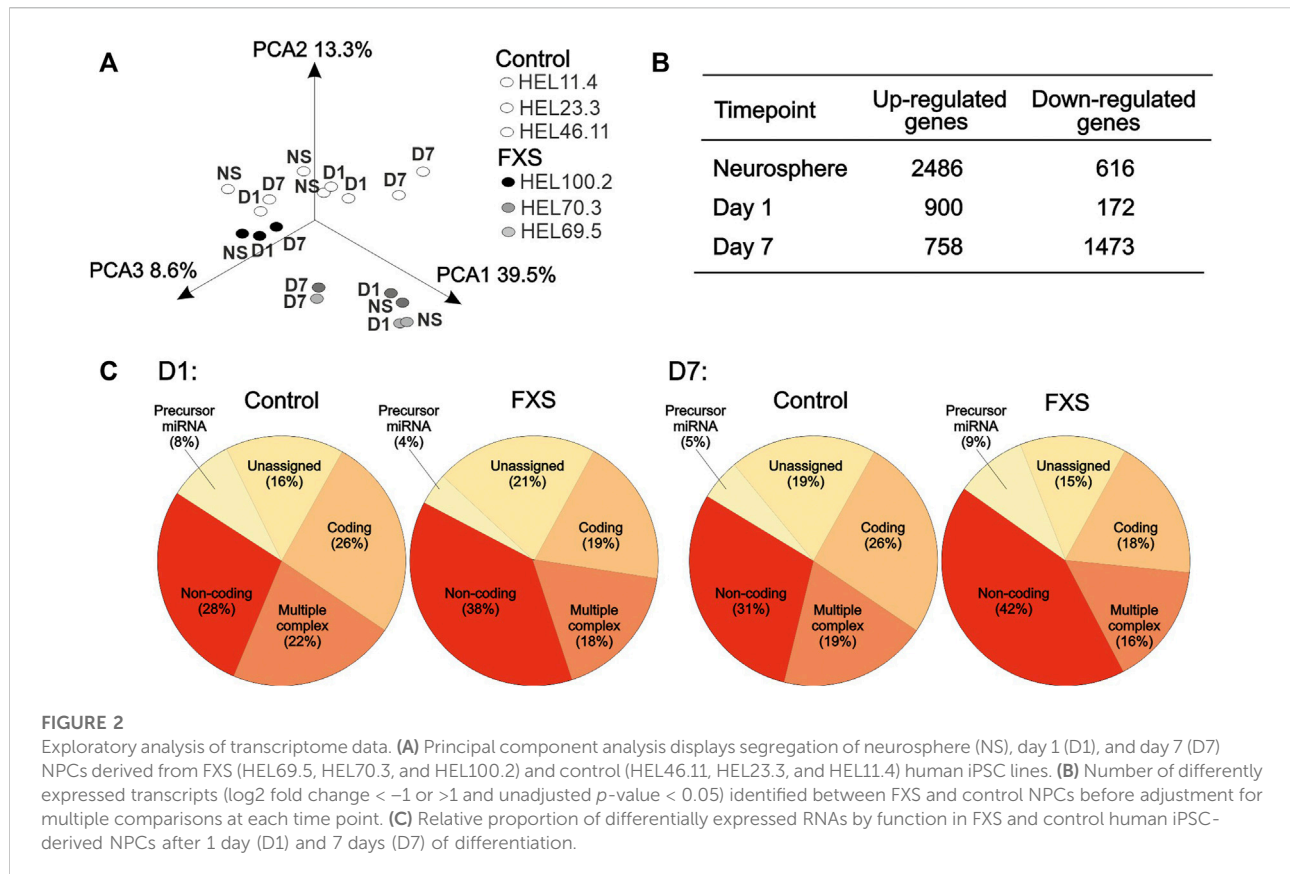 A
PCA2 13.3%
PCA3 8.6%
PCA1 39.5%
NS
D1
D7
NS
NS
D1
D1
D7
D7
NS
D1
D7
D7
D7
D1
NS
D1
NS
Control
HEL11.4
HEL23.3
HEL46.11
FXS
HEL100.2
HEL70.3
HEL69.5
B
Timepoint Up-regulated genes Down-regulated genes
Neurosphere 2486 616
Day 1 900 172
Day 7 758 1473
C
D1:
Control
Precursor
miRNA
(8%)
Unassigned
(16%)
Coding
(26%)
Non-coding
(28%)
Multiple
complex
(22%)
FXS
Precursor
miRNA
(4%)
Unassigned
(21%)
Coding
(19%)
Non-coding
(38%)
Multiple
complex
(18%)
D7:
Control
Precursor
miRNA
(5%)
Unassigned
(19%)
Coding
(26%)
Non-coding
(31%)
Multiple
complex
(19%)
FXS
Precursor
miRNA
(9%)
Unassigned
(15%)
Coding
(18%)
Non-coding
(42%)
Multiple
complex
(16%)
FIGURE 2
Exploratory analysis of transcriptome data. (A) Principal component analysis displays segregation of neurosphere (NS), day 1 (D1), and day 7 (D7)
NPCs derived from FXS (HEL69.5, HEL70.3, and HEL100.2) and control (HEL46.11, HEL23.3, and HEL11.4) human iPSC lines. (B) Number of differently
expressed transcripts (log2 fold change < –1 or >1 and unadjusted p-value < 0.05) identified between FXS and control NPCs before adjustment for
multiple comparisons at each time point. (C) Relative proportion of differentially expressed RNAs by function in FXS and control human iPSC-
derived NPCs after 1 day (D1) and 7 days (D7) of differentiation.